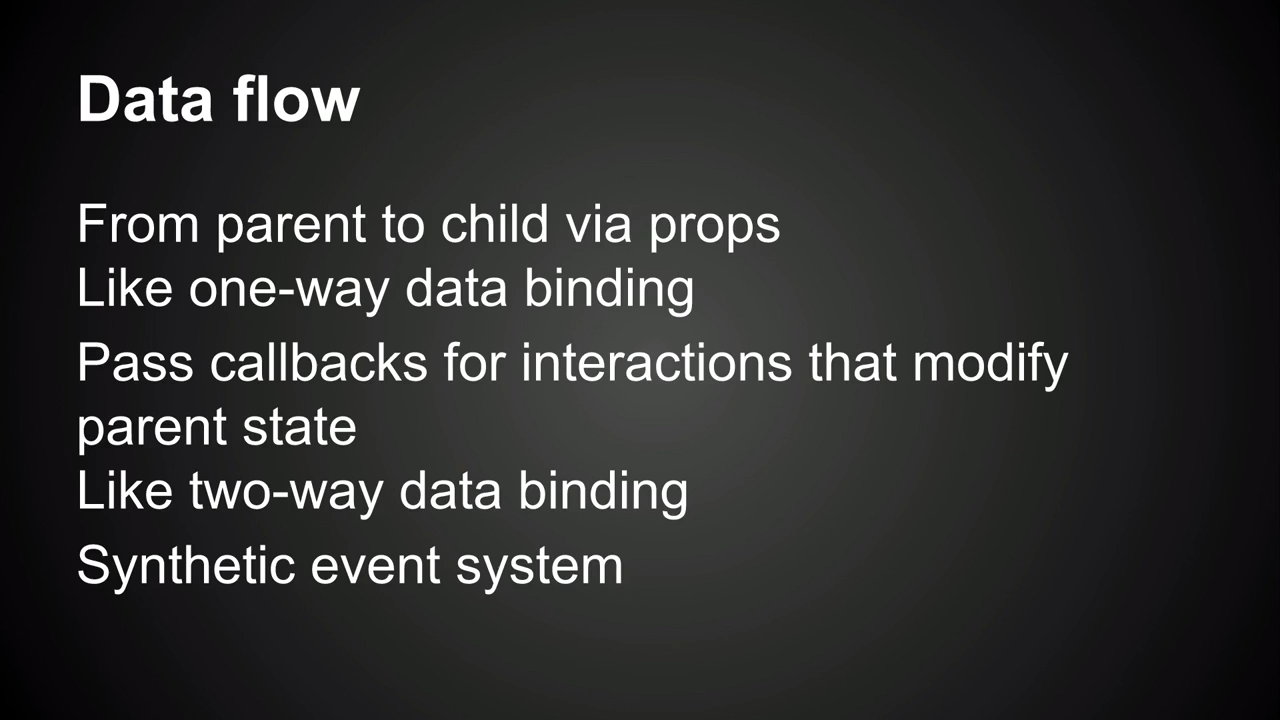 Data flow
From parent to child via props
Like one-way data binding
Pass callbacks for interactions that modify
parent state
Like two-way data binding
Synthetic event system